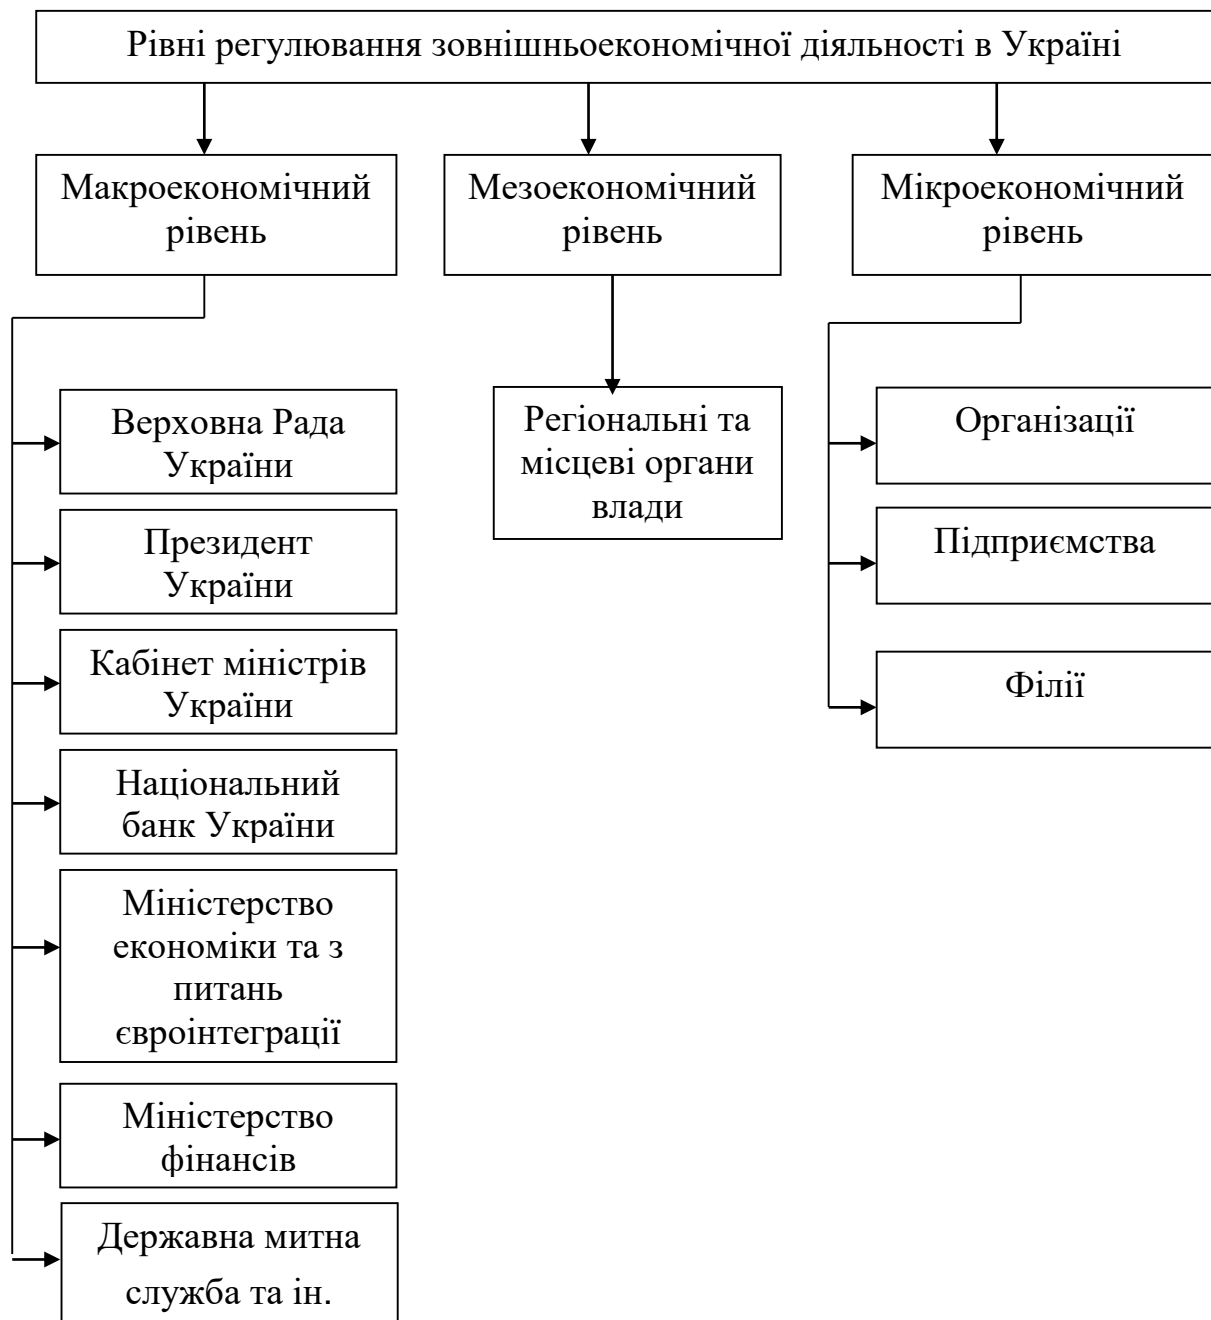 Рівні регулювання зовнішньоекономічної діяльності в Україні
Макроекономічний
рівень
Мезоекономічний
рівень
Мікроекономічний
рівень
Верховна Рада
України
Президент
України
Кабінет міністрів
України
Національний
банк України
Міністерство
економіки та з
питань
євроінтеграції
Міністерство
фінансів
Державна митна
служба та ін.
Регіональні та
місцеві органи
влади
Організації
Підприємства
Філії